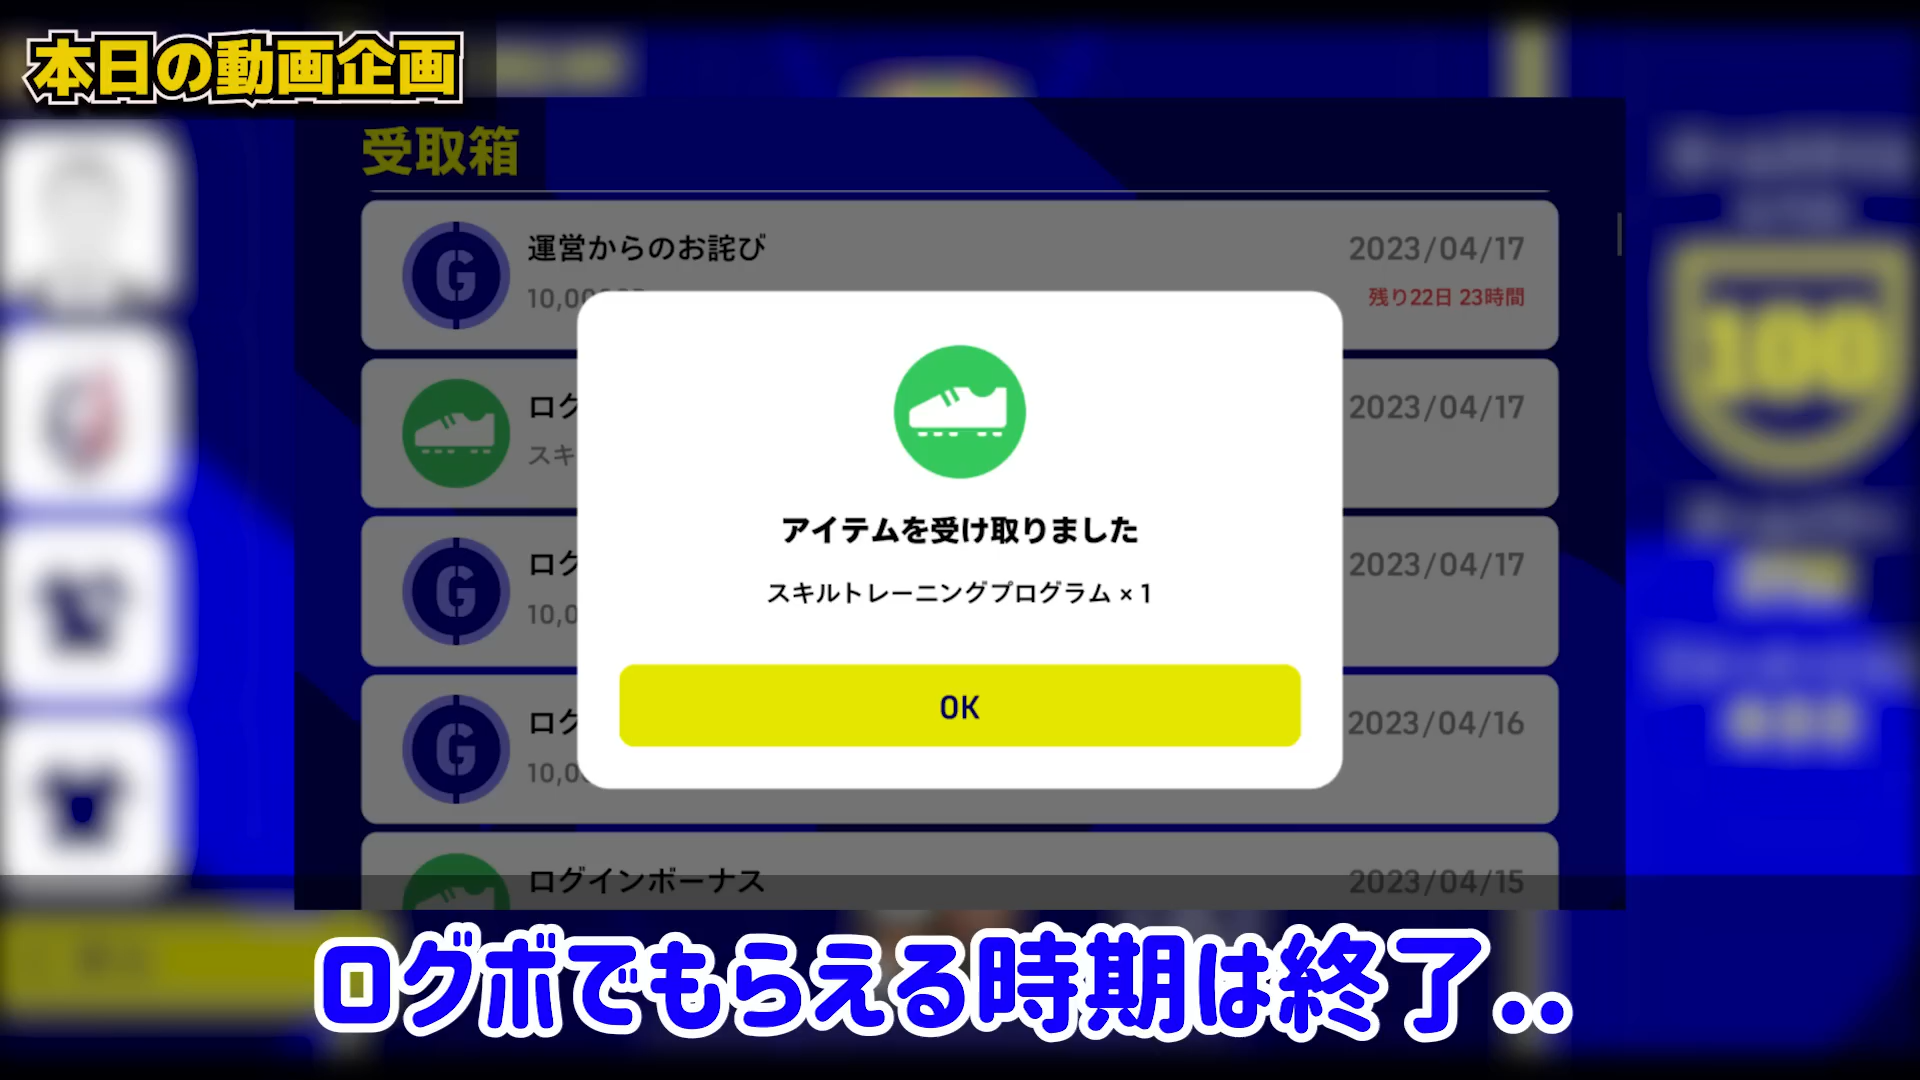 本日の動画企画
受取箱
運営からのお詫び
2023/04/17
10,00
残り22日 23時間
ログ
2023/04/17
スキ
アイテムを受け取りました
ログ
2023/04/17
スキルトレーニングプログラム × 1
10,0
OK
ログ
2023/04/16
10,0
ログインボーナス
2023/04/15
100
ログボでもらえる時期は終了..